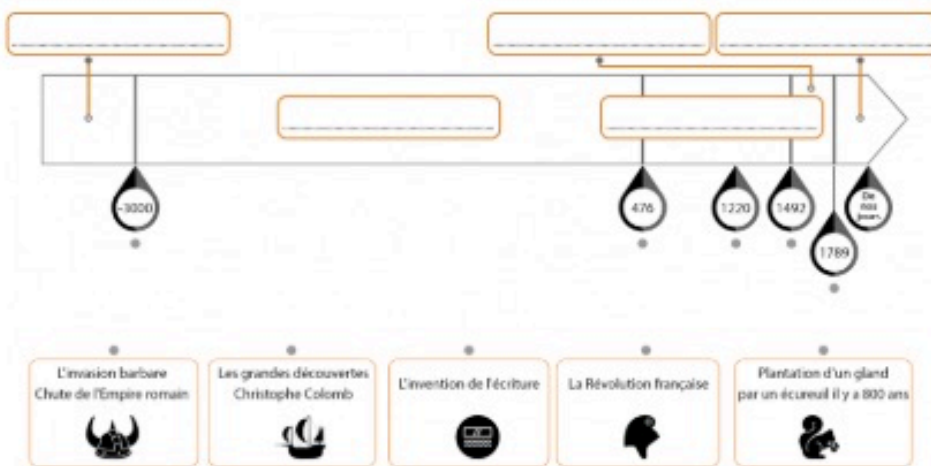 -3000
476
1220
1492
De
nos
jour.
1789
L'invasion barbare
Chute de l'Empire romain
Les grandes découvertes
Christophe Colomb
L'invention de l'écriture
La Révolution française
Plantation d'un gland
par un écureuil il y a 800 ans